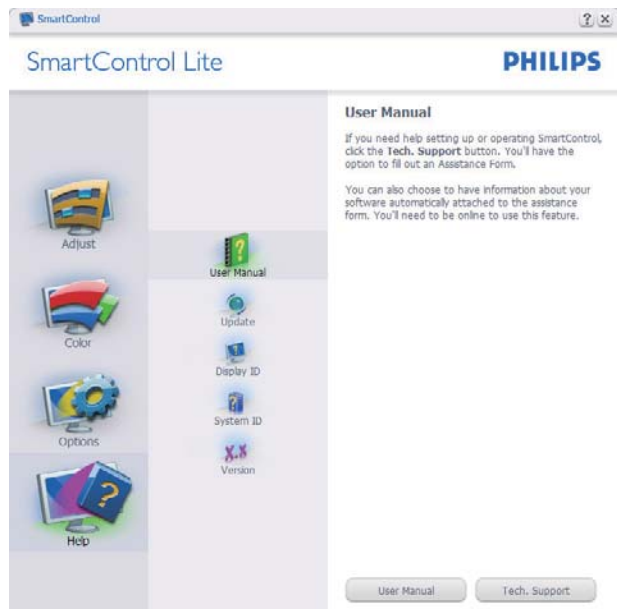 SmartControl
SmartControl Lite
PHILIPS
Adjust
Color
Options
Help
User Manual
Update
Display ID
System ID
X.X
Version
User Manual
If you need help setting up or operating SmartControl,
click the Tech. Support button. You'll have the
option to fill out an Assistance Form.
You can also choose to have information about your
software automatically attached to the assistance
form. You'll need to be online to use this feature.
User Manual
Tech. Support